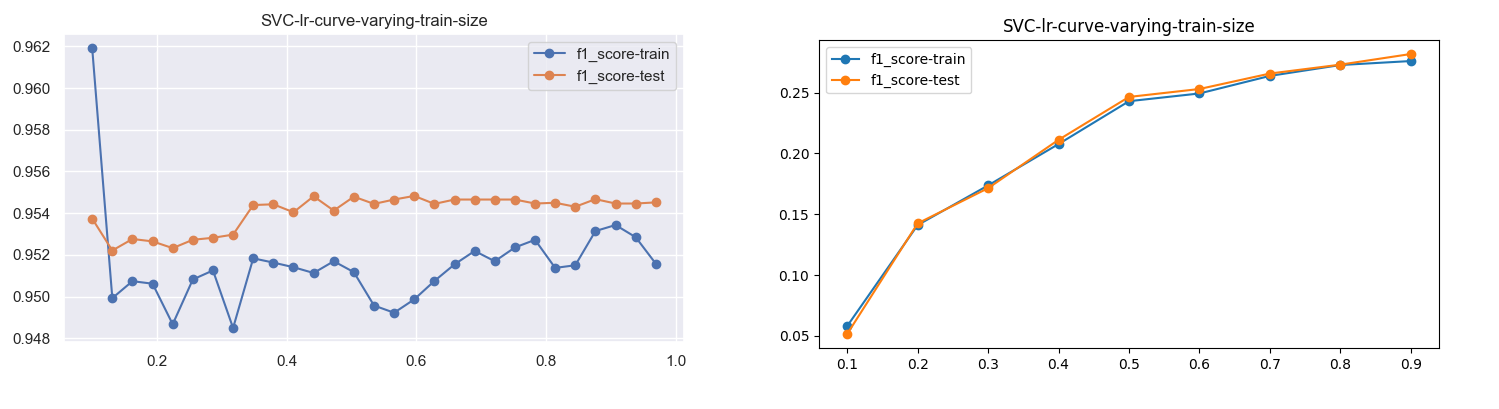 SVC-lr-curve-varying-train-size
f1_score-train
f1_score-test
0.962
0.960
0.958
0.956
0.954
0.952
0.950
0.948
0.2 0.4 0.6 0.8 1.0
SVC-lr-curve-varying-train-size
f1_score-train
f1_score-test
0.25
0.20
0.15
0.10
0.05
0.1 0.2 0.3 0.4 0.5 0.6 0.7 0.8 0.9